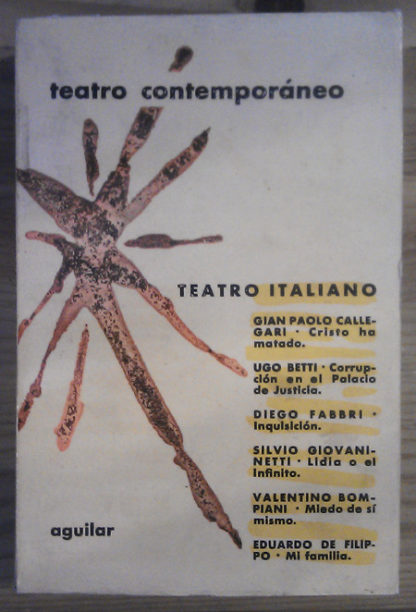 teatro contemporáneo
TEATRO ITALIANO
GIAN PAOLO CALLE-
GARI · Cristo ha
matado.
UGO BETTI · Corrup-
ción en el Palacio
de Justicia.
DIEGO FABBRI ·
Inquisición.
SILVIO GIOVANI-
NETTI · Lidia o el
Infinito.
VALENTINO BOM-
PIANI · Miedo de sí
mismo.
EDUARDO DE FILIP-
PO · Mi familia.
aguilar